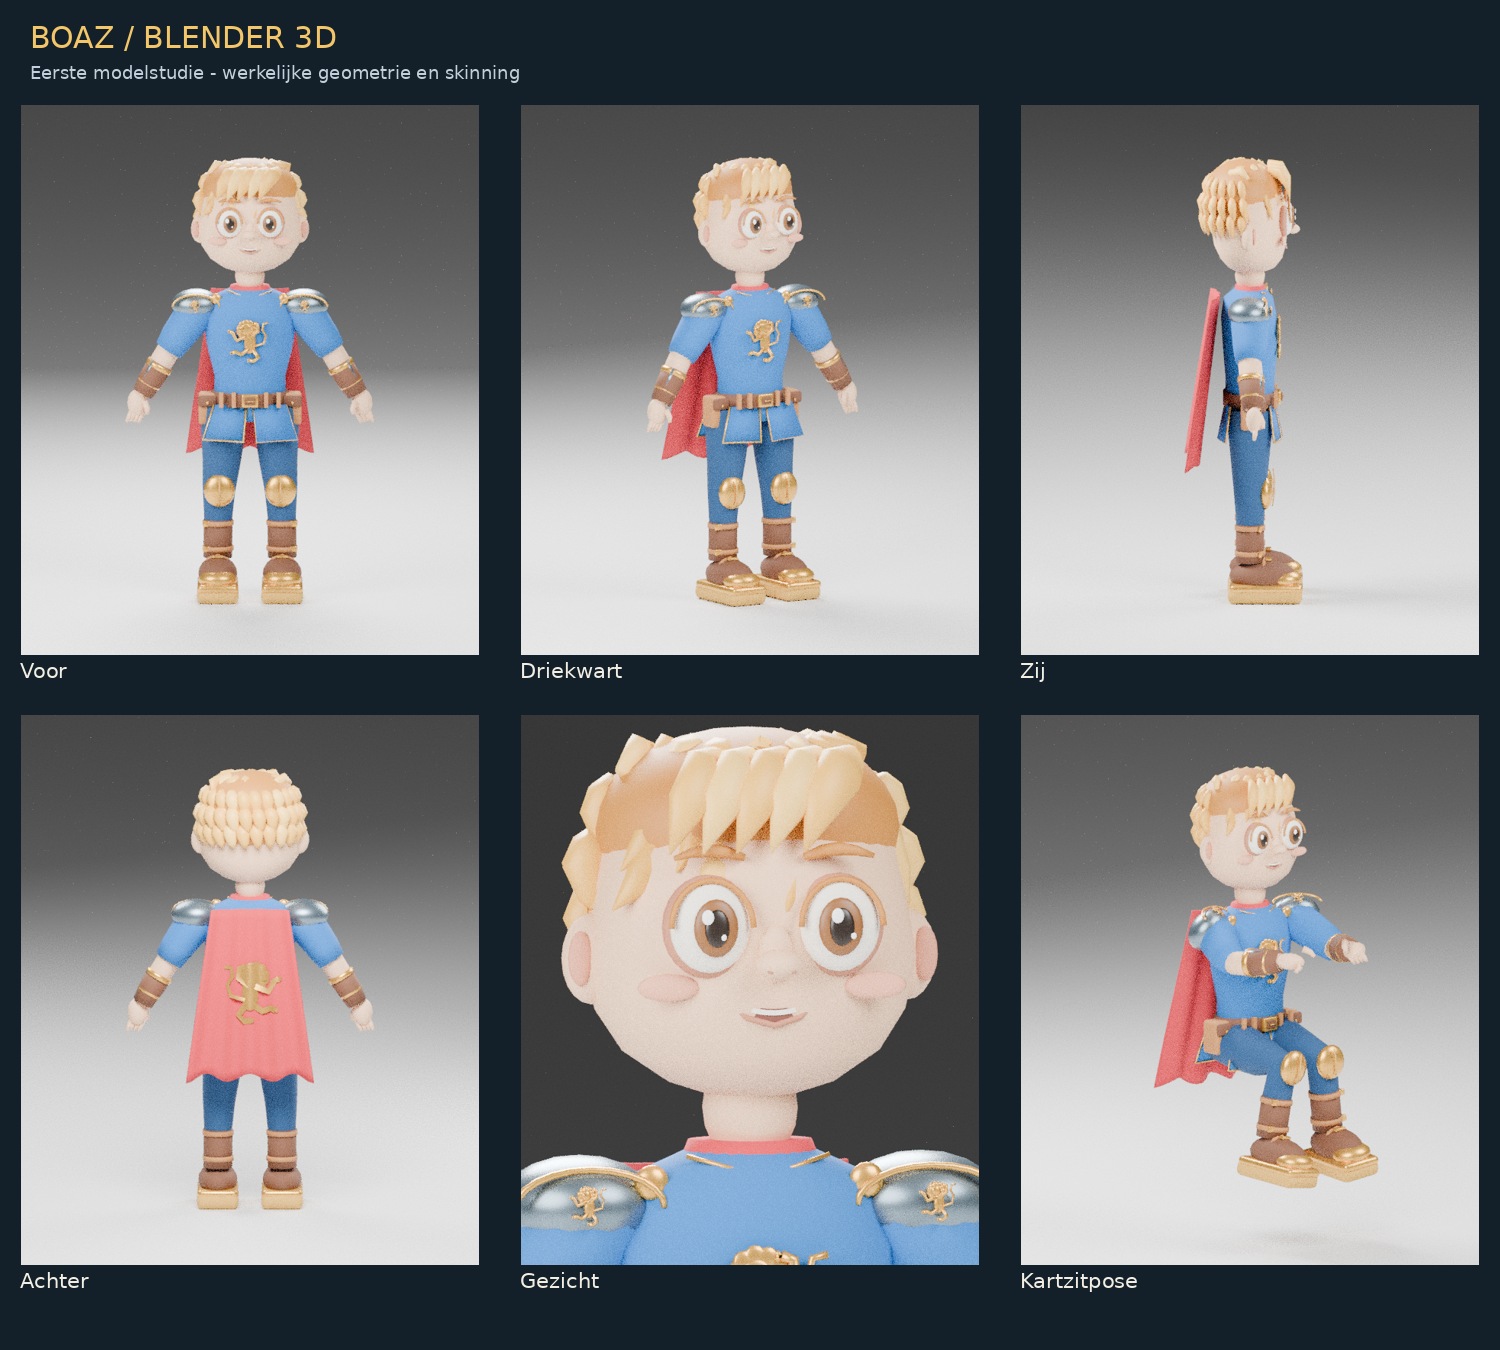 BOAZ / BLENDER 3D
Eerste modelstudie - werkelijke geometrie en skinning
Voor
Driekwart
Zij
Achter
Gezicht
Kartzitpose